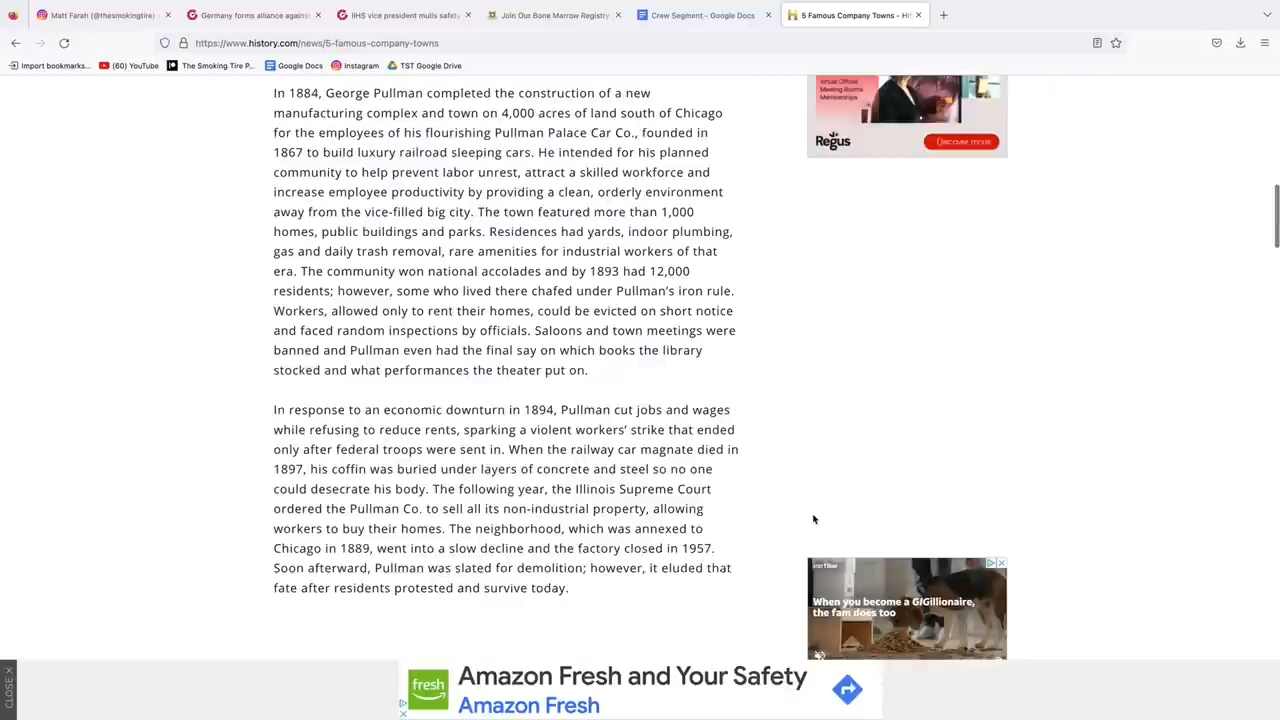 Matt Farah (@thesmokingtire)
Germany forms alliance against
IIHS vice president mulls safety
Join Our Bone Marrow Registry
Crew Segment - Google Docs
5 Famous Company Towns - HIS
https://www.history.com/news/5-famous-company-towns
Import bookmarks...
(60) YouTube
The Smoking Tire P...
Google Docs
Instagram
TST Google Drive
In 1884, George Pullman completed the construction of a new
manufacturing complex and town on 4,000 acres of land south of Chicago
for the employees of his flourishing Pullman Palace Car Co., founded in
1867 to build luxury railroad sleeping cars. He intended for his planned
community to help prevent labor unrest, attract a skilled workforce and
increase employee productivity by providing a clean, orderly environment
away from the vice-filled big city. The town featured more than 1,000
homes, public buildings and parks. Residences had yards, indoor plumbing,
gas and daily trash removal, rare amenities for industrial workers of that
era. The community won national accolades and by 1893 had 12,000
residents; however, some who lived there chafed under Pullman's iron rule.
Workers, allowed only to rent their homes, could be evicted on short notice
and faced random inspections by officials. Saloons and town meetings were
banned and Pullman even had the final say on which books the library
stocked and what performances the theater put on.
In response to an economic downturn in 1894, Pullman cut jobs and wages
while refusing to reduce rents, sparking a violent workers' strike that ended
only after federal troops were sent in. When the railway car magnate died in
1897, his coffin was buried under layers of concrete and steel so no one
could desecrate his body. The following year, the Illinois Supreme Court
ordered the Pullman Co. to sell all its non-industrial property, allowing
workers to buy their homes. The neighborhood, which was annexed to
Chicago in 1889, went into a slow decline and the factory closed in 1957.
Soon afterward, Pullman was slated for demolition; however, it eluded that
fate after residents protested and survive today.
Virtual Offices
Meeting Rooms
Memberships
Regus
Discover more
AT&T Fiber
When you become a GIGillionaire,
the fam does too
CLOSE X
fresh
Amazon Fresh and Your Safety
Amazon Fresh